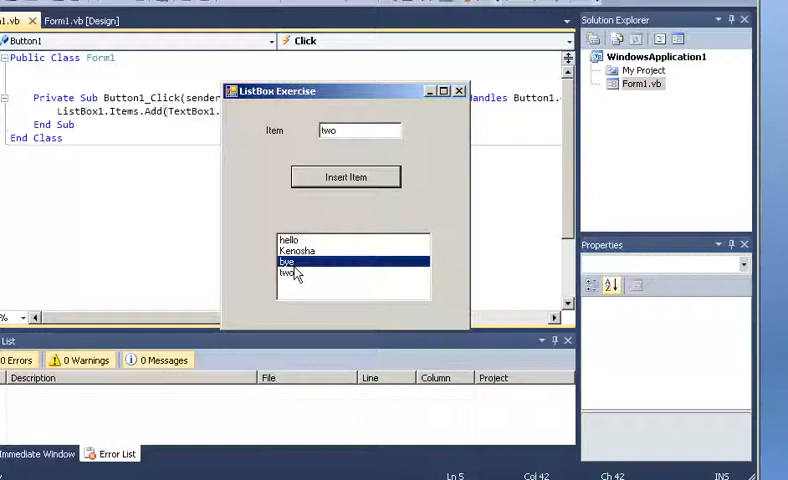 n1.vb
Form1.vb [Design]
Button1
Click
Public Class Form1
Private Sub Button1_Click(sender
Handles Button1.
ListBox1.Items.Add(TextBox1.
End Sub
End Class
ListBox Exercise
Item
two
Insert Item
hello
Kenosha
bye
two
Solution Explorer
WindowsApplication1
My Project
Form1.vb
Properties
%
List
0 Errors
0 Warnings
0 Messages
Description
File
Line
Column
Project
Immediate Window
Error List
Ln 5
Col 42
Ch 42
INS